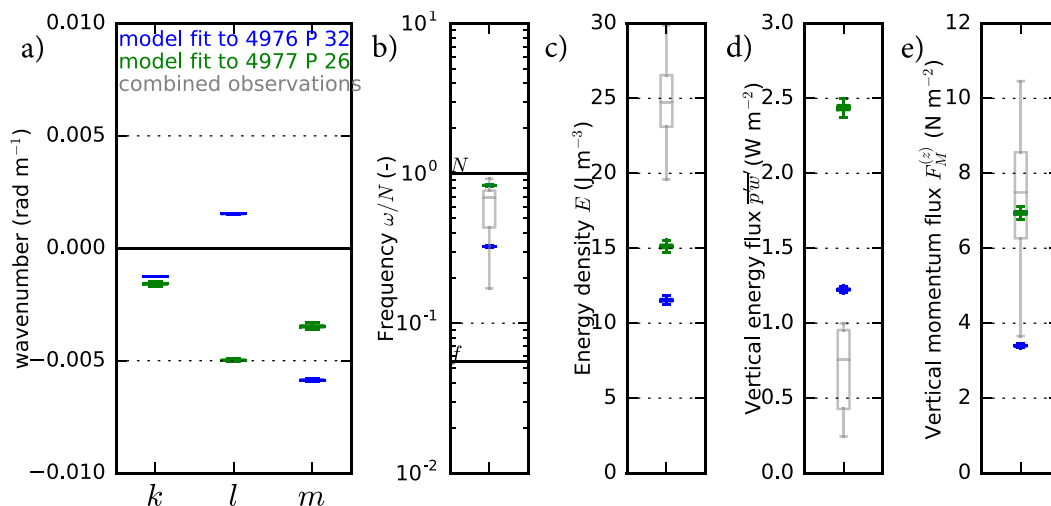 a)
model fit to 4976 P 32
model fit to 4977 P 26
combined observations
wavenumber (rad m⁻¹)
0.010
0.005
0.000
−0.005
−0.010
k l m
b)
Frequency ω/N (-)
10¹
10⁰
10⁻¹
10⁻²
N
f
c)
Energy density E (J m⁻³)
30
25
20
15
10
5
0
d)
Vertical energy flux p′w′ (W m⁻²)
3.0
2.5
2.0
1.5
1.0
0.5
0.0
e)
Vertical momentum flux F_M^(z) (N m⁻²)
12
10
8
6
4
2
0